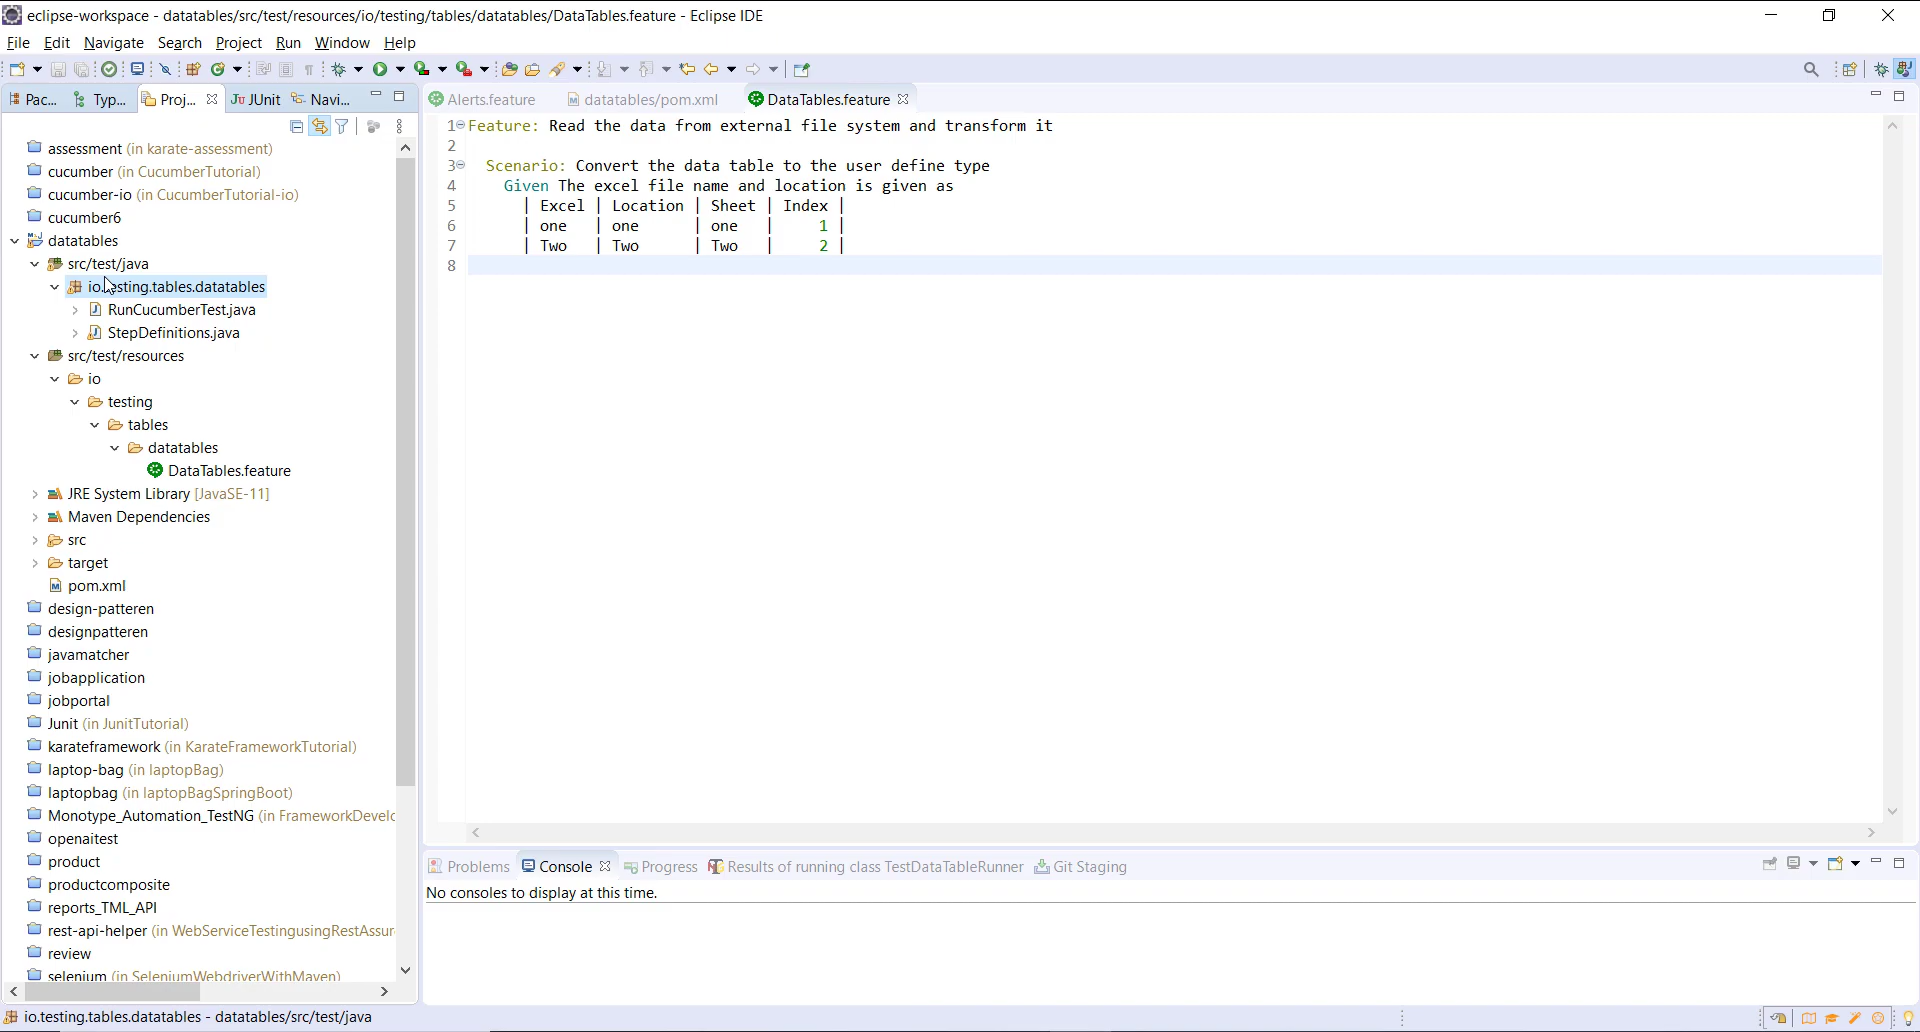 eclipse-workspace - datatables/src/test/resources/io/testing/tables/datatables/DataTables.feature - Eclipse IDE
File Edit Navigate Search Project Run Window Help
Pac... Typ... Proj... JUnit Navi...
Alerts.feature datatables/pom.xml DataTables.feature
assessment (in karate-assessment)
cucumber (in CucumberTutorial)
cucumber-io (in CucumberTutorial-io)
cucumber6
datatables
src/test/java
io.testing.tables.datatables
RunCucumberTest.java
StepDefinitions.java
src/test/resources
io
testing
tables
datatables
DataTables.feature
JRE System Library [JavaSE-11]
Maven Dependencies
src
target
pom.xml
design-patteren
designpatteren
javamatcher
jobapplication
jobportal
Junit (in JunitTutorial)
karateframework (in KarateFrameworkTutorial)
laptop-bag (in laptopBag)
laptopbag (in laptopBagSpringBoot)
Monotype_Automation_TestNG (in FrameworkDevelo
openaitest
product
productcomposite
reports_TML_API
rest-api-helper (in WebServiceTestingusingRestAssur
review
selenium (in SeleniumWebdriverWithMaven)
1 Feature: Read the data from external file system and transform it
2
3 Scenario: Convert the data table to the user define type
4 Given The excel file name and location is given as
5 | Excel | Location | Sheet | Index |
6 | one | one | one | 1 |
7 | Two | Two | Two | 2 |
8
Problems Console Progress Results of running class TestDataTableRunner Git Staging
No consoles to display at this time.
io.testing.tables.datatables - datatables/src/test/java